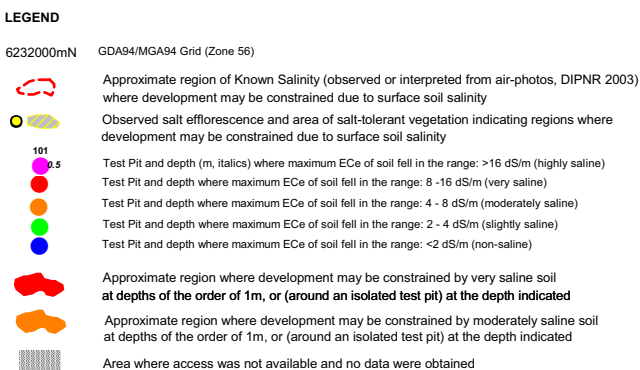 LEGEND
6232000mN GDA94/MGA94 Grid (Zone 56)
Approximate region of Known Salinity (observed or interpreted from air-photos, DIPNR 2003)
where development may be constrained due to surface soil salinity
Observed salt efflorescence and area of salt-tolerant vegetation indicating regions where
development may be constrained due to surface soil salinity
101
0.5 Test Pit and depth (m, italics) where maximum ECe of soil fell in the range: >16 dS/m (highly saline)
Test Pit and depth where maximum ECe of soil fell in the range: 8 -16 dS/m (very saline)
Test Pit and depth where maximum ECe of soil fell in the range: 4 - 8 dS/m (moderately saline)
Test Pit and depth where maximum ECe of soil fell in the range: 2 - 4 dS/m (slightly saline)
Test Pit and depth where maximum ECe of soil fell in the range: <2 dS/m (non-saline)
Approximate region where development may be constrained by very saline soil
at depths of the order of 1m, or (around an isolated test pit) at the depth indicated
Approximate region where development may be constrained by moderately saline soil
at depths of the order of 1m, or (around an isolated test pit) at the depth indicated
Area where access was not available and no data were obtained